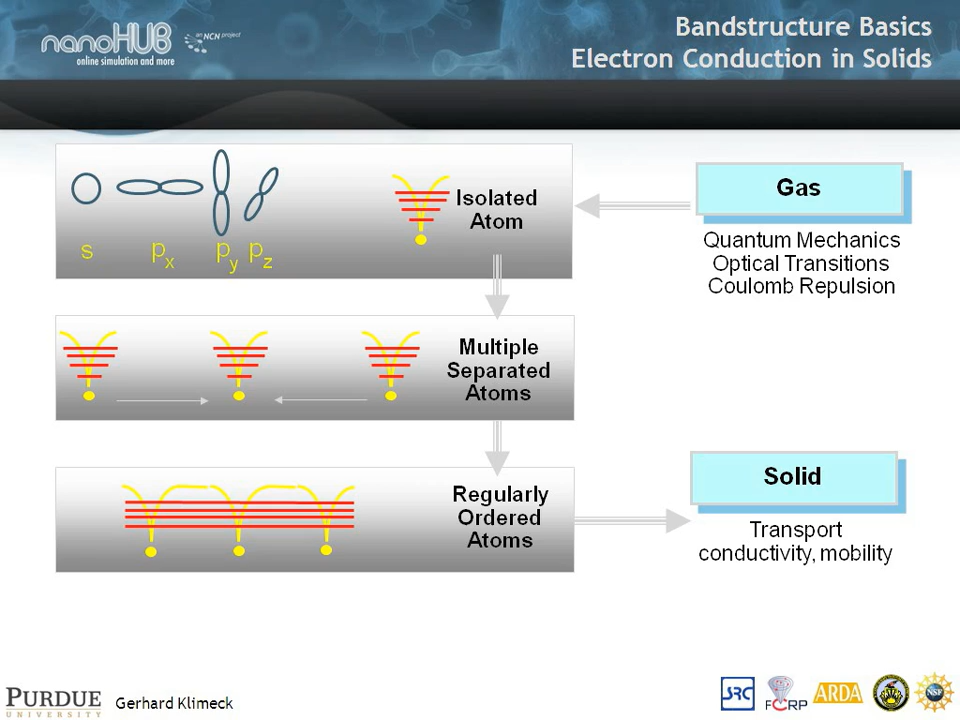 nanoHUB
an NCN project
online simulation and more
Bandstructure Basics
Electron Conduction in Solids
s
px
py
pz
Isolated
Atom
Gas
Quantum Mechanics
Optical Transitions
Coulomb Repulsion
Multiple
Separated
Atoms
Regularly
Ordered
Atoms
Solid
Transport
conductivity, mobility
PURDUE
UNIVERSITY
Gerhard Klimeck
SRC
FCRP
ARDA
NSF